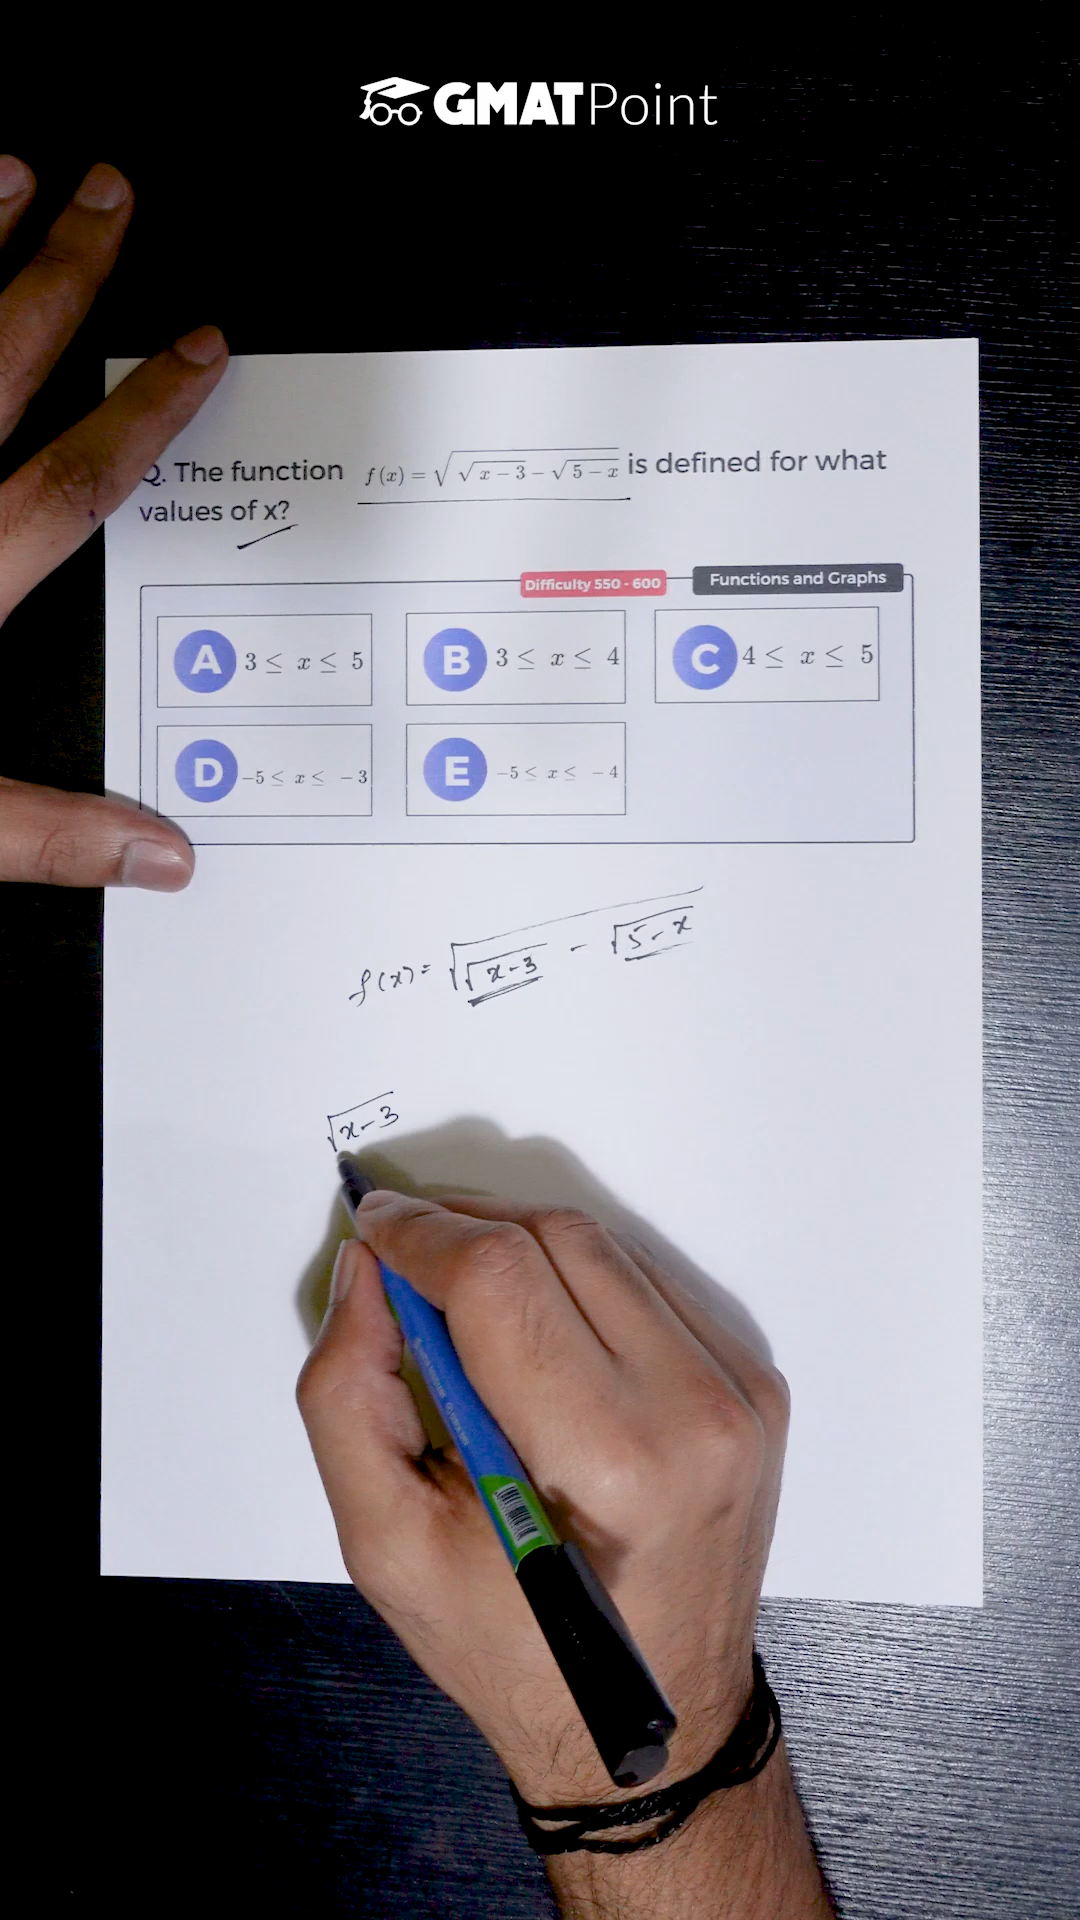 GMATPoint
Q. The function f(x) = √(√(x − 3) − √(5 − x)) is defined for what
values of x?
Difficulty 550 - 600
Functions and Graphs
A 3 ≤ x ≤ 5
B 3 ≤ x ≤ 4
C 4 ≤ x ≤ 5
D −5 ≤ x ≤ −3
E −5 ≤ x ≤ −4
f(x) = √(√(x-3) - √(5-x))
√(x-3)